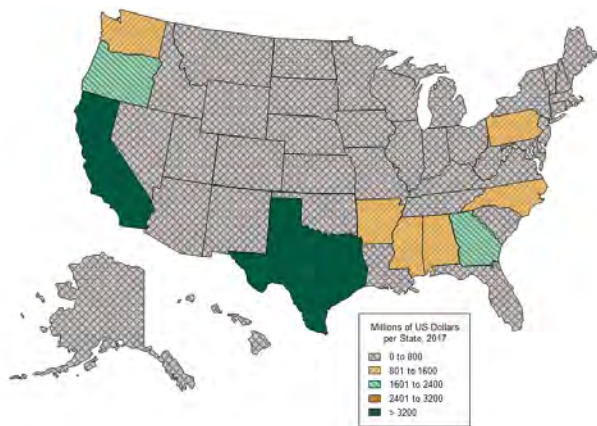 Millions of US Dollars
per State, 2017
0 to 800
801 to 1600
1601 to 2400
2401 to 3200
> 3200